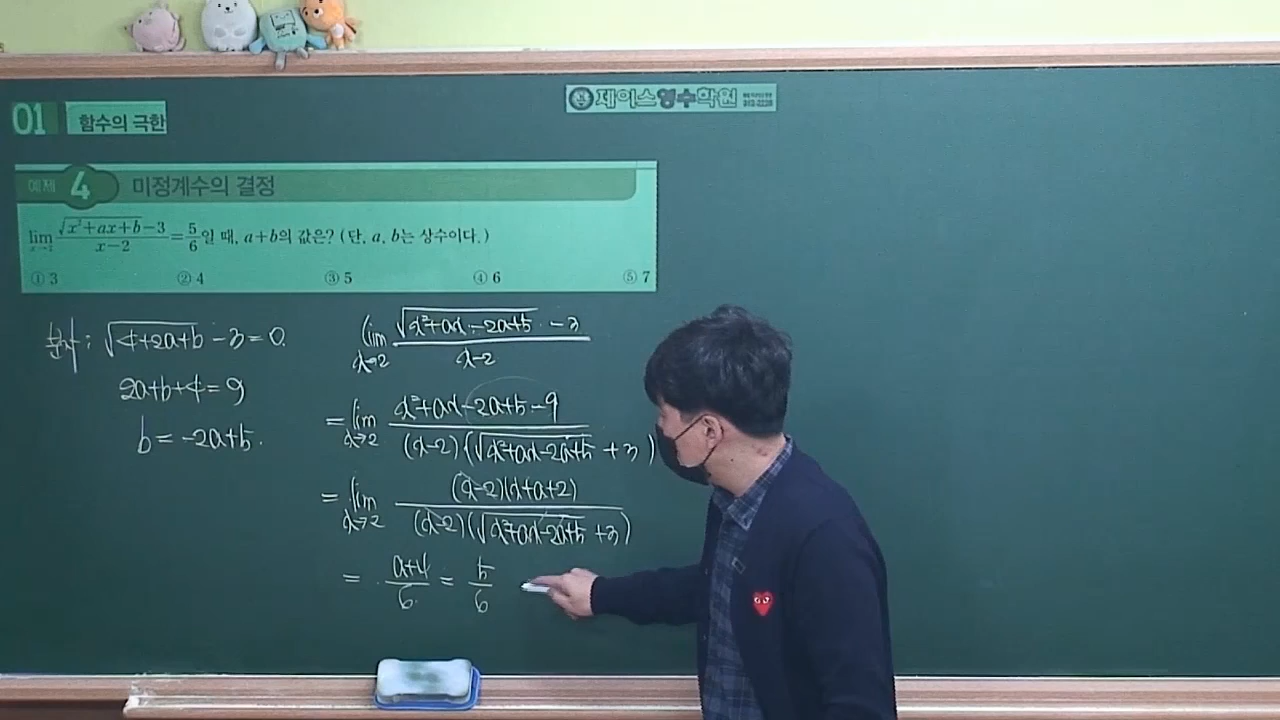 제이스영수학원
01 함수의 극한
예제 4 미정계수의 결정
lim x→2 (√(x²+ax+b)-3)/(x-2) = 5/6일 때, a+b의 값은? (단, a, b는 상수이다.)
① 3 ② 4 ③ 5 ④ 6 ⑤ 7
분자: √(4+2a+b) -3=0.
2a+b+4=9
b=-2a+5.
lim x→2 (√(x²+ax-2a+5) -3)/(x-2)
= lim x→2 (x²+ax-2a+5-9)/((x-2)(√(x²+ax-2a+5)+3))
= lim x→2 ((x-2)(x+a+2))/((x-2)(√(x²+ax-2a+5)+3))
= (a+4)/6 = 5/6